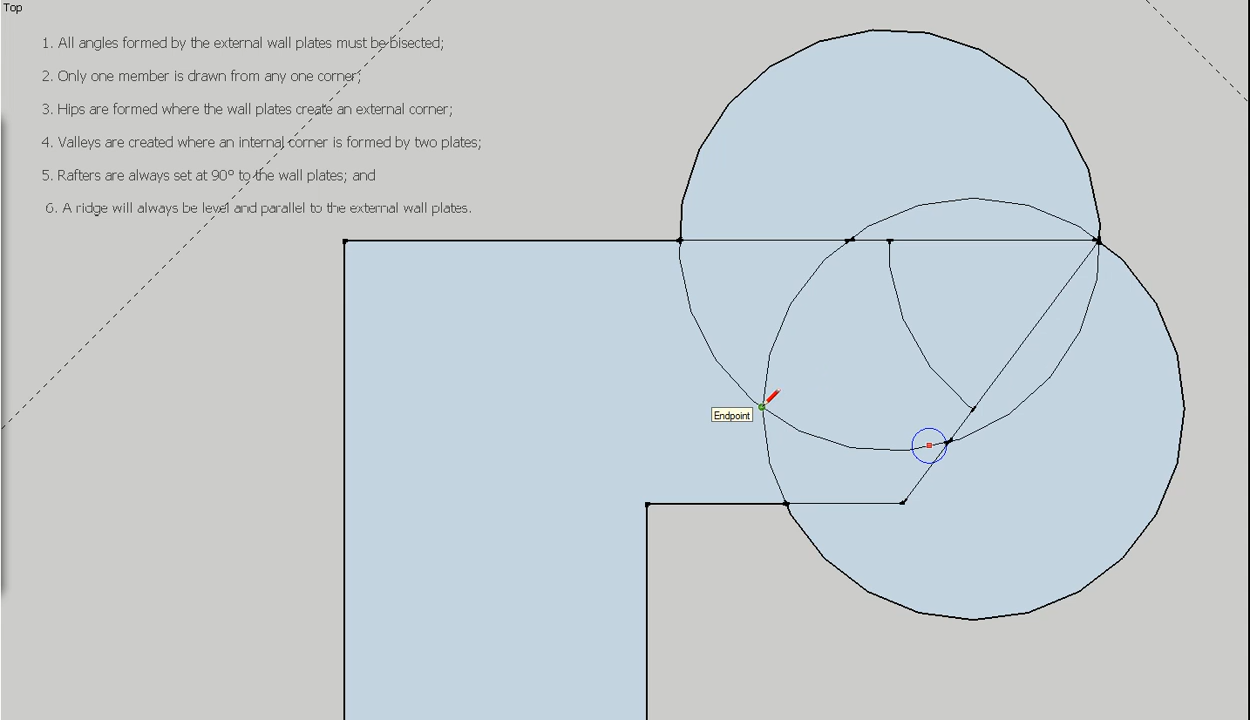 Top
1. All angles formed by the external wall plates must be bisected;
2. Only one member is drawn from any one corner;
3. Hips are formed where the wall plates create an external corner;
4. Valleys are created where an internal corner is formed by two plates;
5. Rafters are always set at 90° to the wall plates; and
6. A ridge will always be level and parallel to the external wall plates.
Endpoint